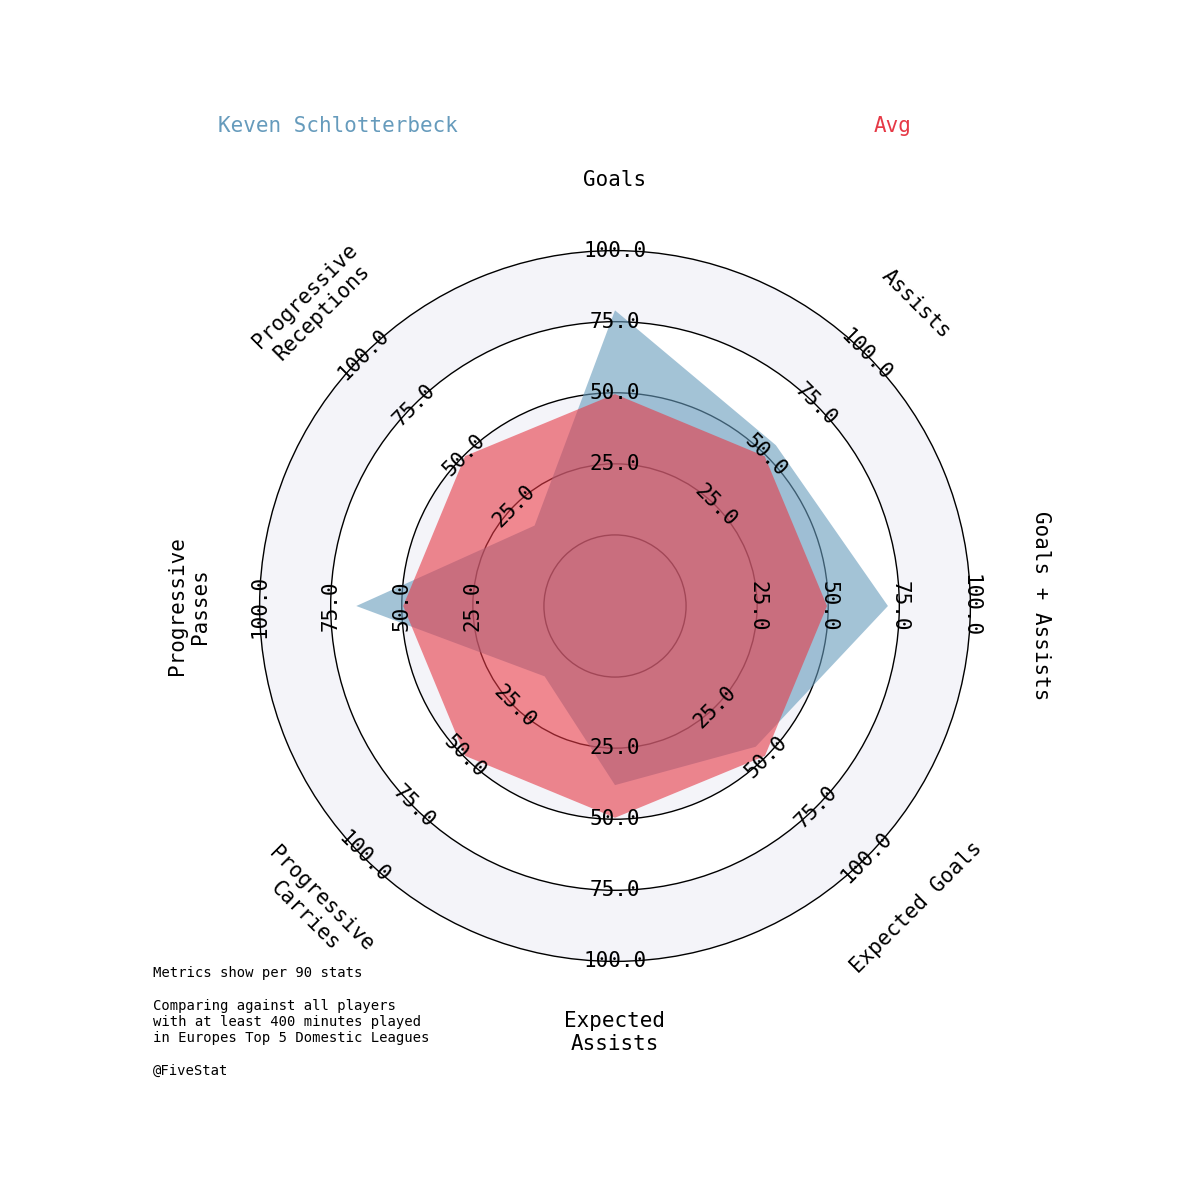 Keven Schlotterbeck
Avg
Goals
Assists
Goals + Assists
Expected Goals
Expected
Assists
Progressive
Carries
Progressive
Passes
Progressive
Receptions
25.0
50.0
75.0
100.0
25.0
50.0
75.0
100.0
25.0
50.0
75.0
100.0
25.0
50.0
75.0
100.0
25.0
50.0
75.0
100.0
25.0
50.0
75.0
100.0
25.0
50.0
75.0
100.0
25.0
50.0
75.0
100.0
Metrics show per 90 stats
Comparing against all players
with at least 400 minutes played
in Europes Top 5 Domestic Leagues
@FiveStat